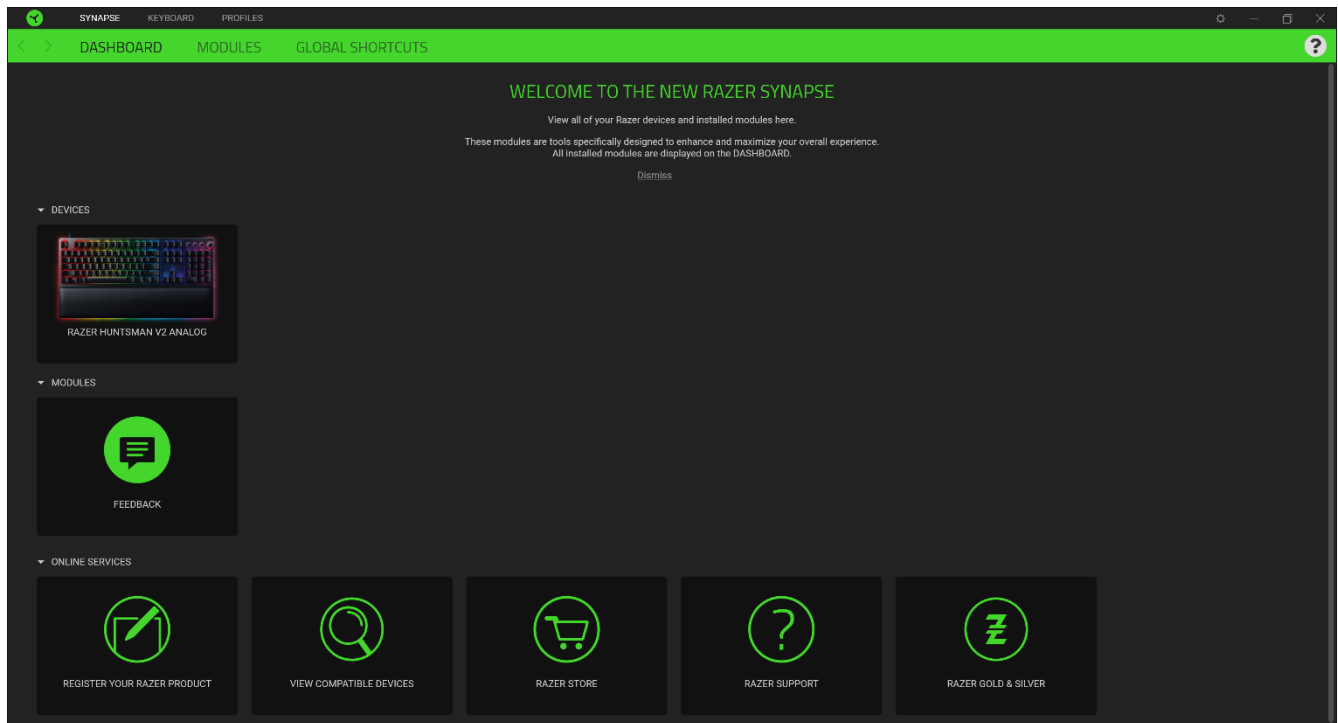 SYNAPSE KEYBOARD PROFILES
DASHBOARD MODULES GLOBAL SHORTCUTS ?
WELCOME TO THE NEW RAZER SYNAPSE
View all of your Razer devices and installed modules here.
These modules are tools specifically designed to enhance and maximize your overall experience.
All installed modules are displayed on the DASHBOARD.
Dismiss
DEVICES
RAZER HUNTSMAN V2 ANALOG
MODULES
FEEDBACK
ONLINE SERVICES
REGISTER YOUR RAZER PRODUCT
VIEW COMPATIBLE DEVICES
RAZER STORE
RAZER SUPPORT
RAZER GOLD & SILVER